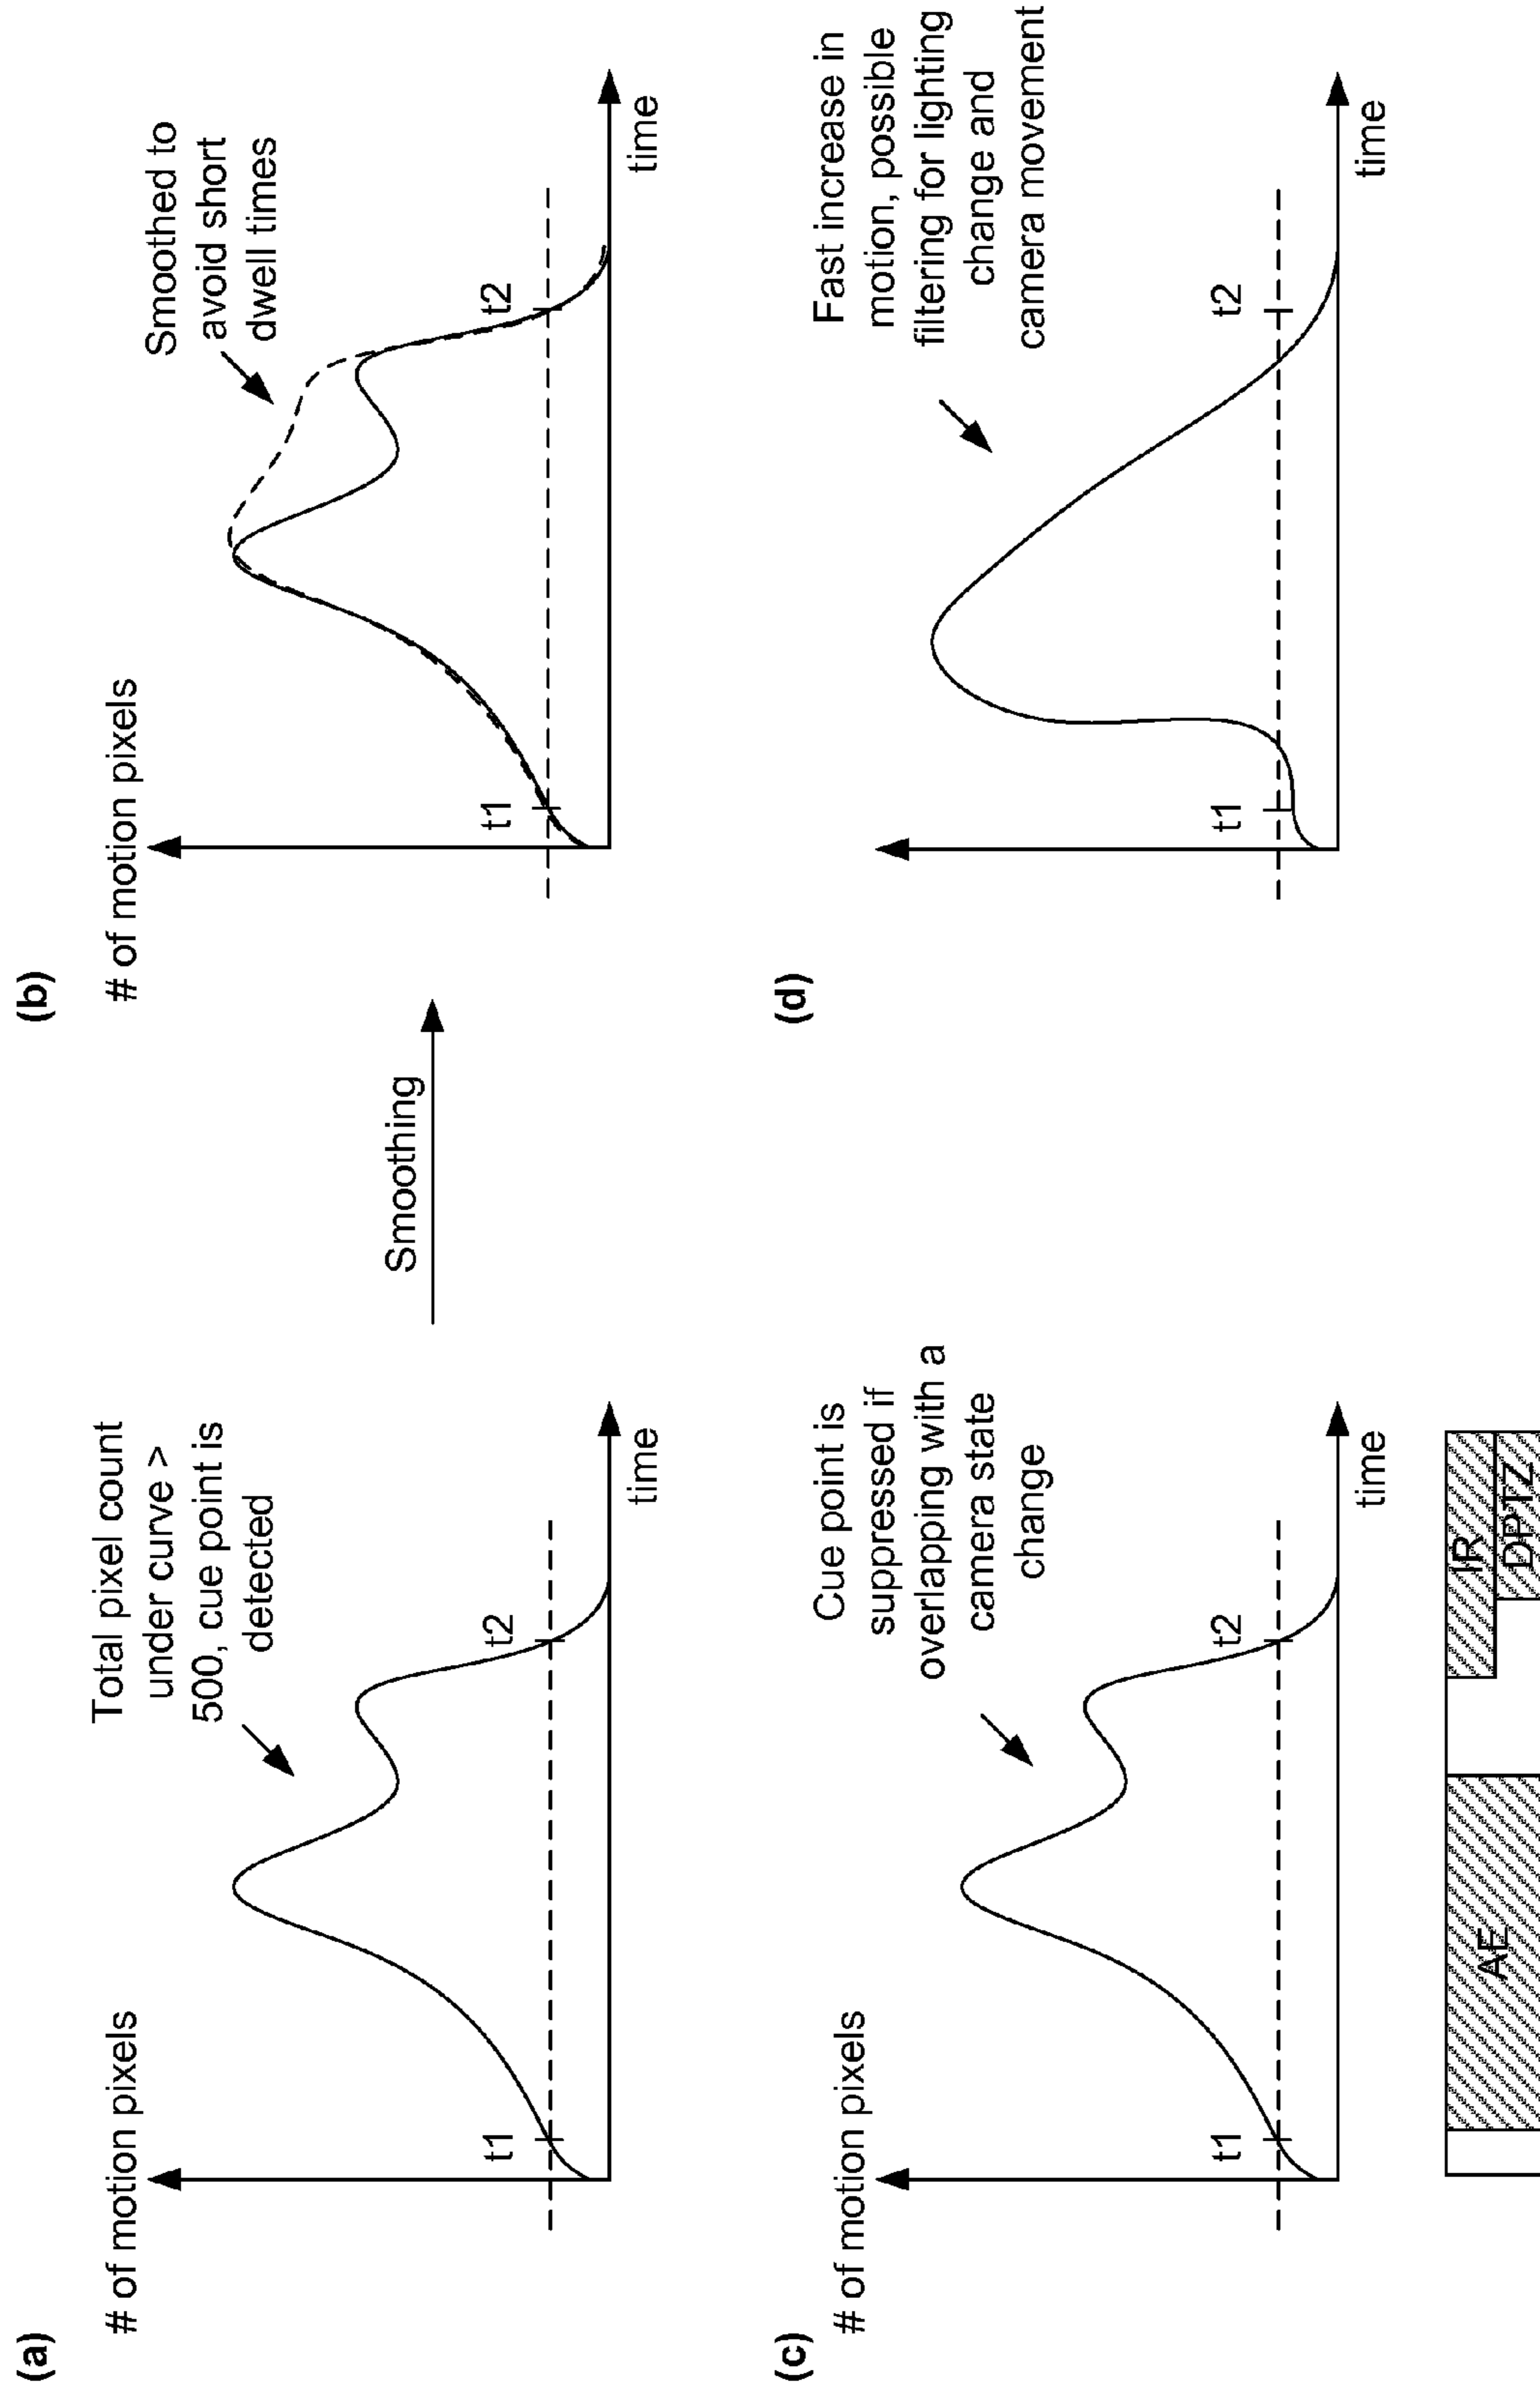 (a)
# of motion pixels
Total pixel count
under curve >
500, cue point is
detected
t1
t2
time
Smoothing
(b)
# of motion pixels
Smoothed to
avoid short
dwell times
t1
t2
time
(c)
# of motion pixels
Cue point is
suppressed if
overlapping with a
camera state
change
t1
t2
time
AE
IR
DPTZ
(d)
Fast increase in
motion, possible
filtering for lighting
change and
camera movement
t1
t2
time